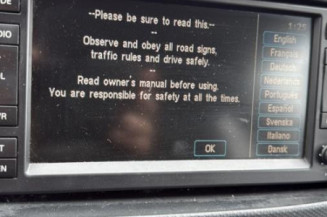 --Please be sure to read this.--
--
Observe and obey all road signs,
traffic rules and drive safely.
--
Read owner's manual before using.
You are responsible for safety at all the times.
OK
English
Français
Deutsch
Nederlands
Português
Español
Svenska
Italiano
Dansk